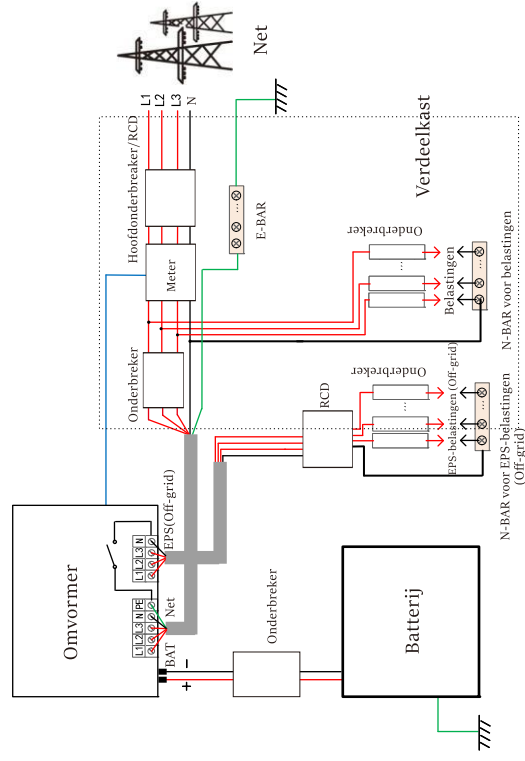 Net
L1
L2
L3
N
Hoofdonderbreaker/RCD
Verdeelkast
...
E-BAR
Meter
Onderbreker
...
Belastingen
...
N-BAR voor belastingen
Onderbreker
RCD
Onderbreker
...
EPS-belastingen (Off-grid)
...
N-BAR voor EPS-belastingen
(Off-grid)
EPS(Off-grid)
L1 L2 L3 N
Net
L1 L2 L3 N PE
Omvormer
BAT
+ −
Onderbreker
Batterij